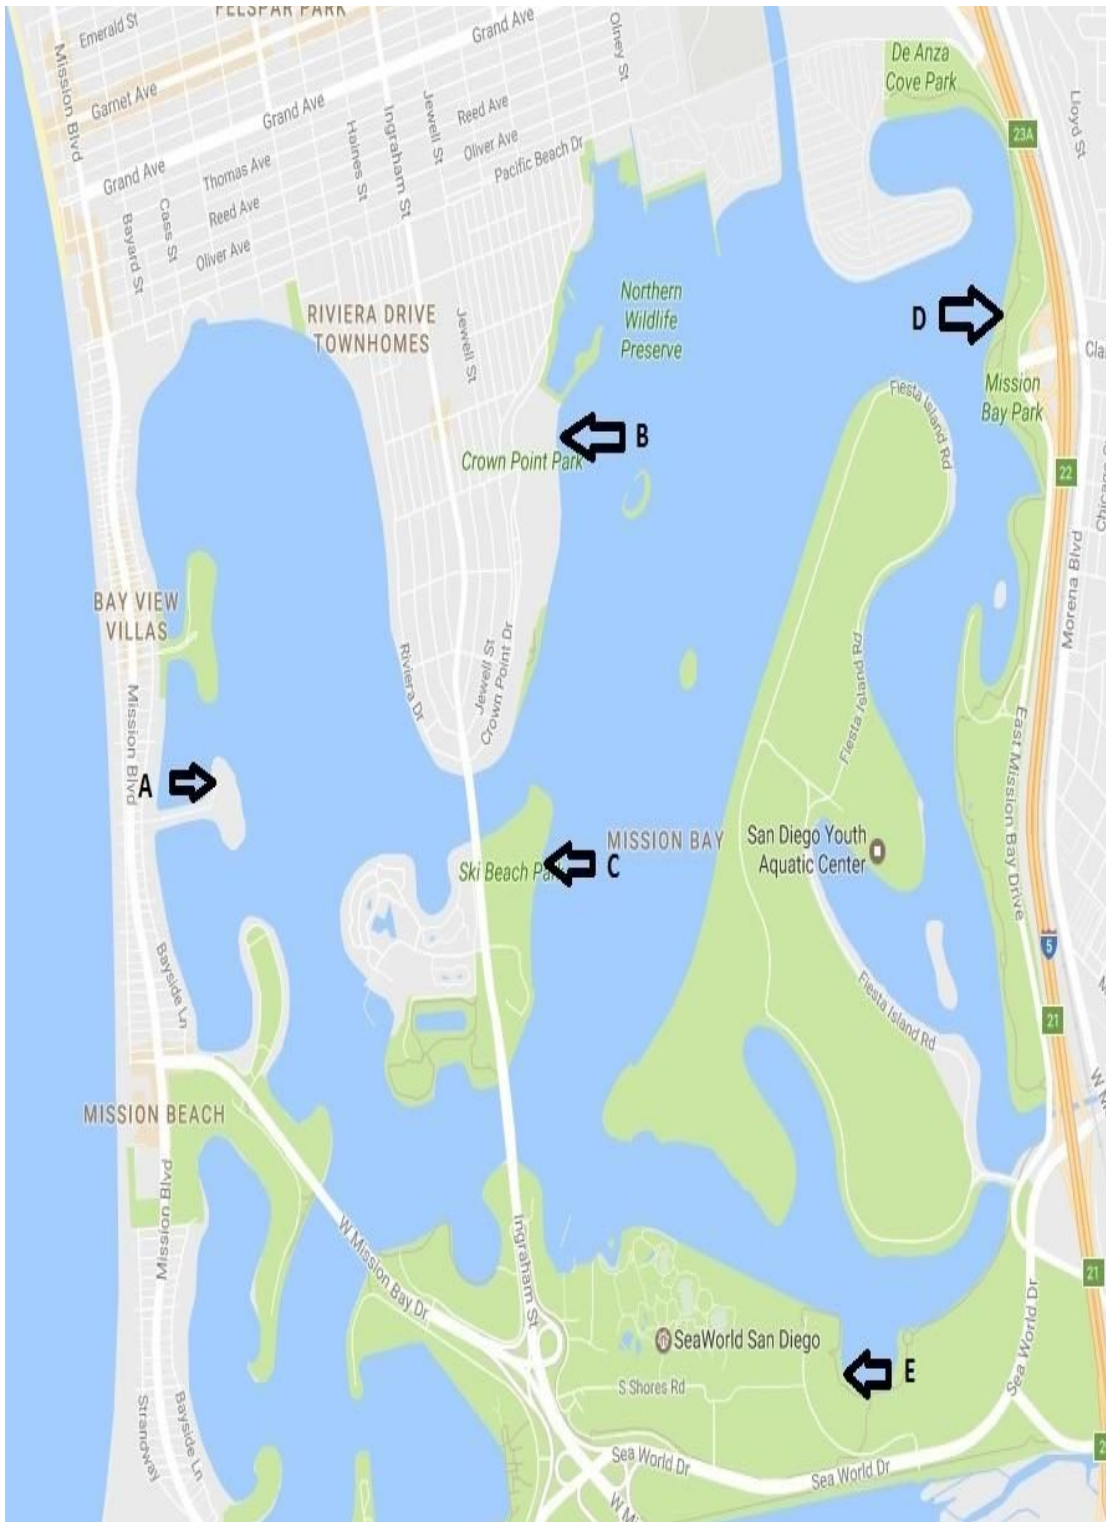 FELSPAR PARK
Emerald St
Grand Ave
Olney St
Mission Blvd
Garnet Ave
Grand Ave
De Anza
Cove Park
Lloyd St
23A
Jewell St
Reed Ave
Ingraham St
Haines St
Oliver Ave
Pacific Beach Dr
Grand Ave
Thomas Ave
Cass St
Reed Ave
Bayard St
Oliver Ave
Northern
Wildlife
Preserve
RIVIERA DRIVE
TOWNHOMES
Jewell St
D
Cla
Mission
Bay Park
Fiesta Island Rd
B
Crown Point Park
22
Morena Blvd
BAY VIEW
VILLAS
Riviera Dr
Jewell St
Crown Point Dr
Fiesta Island Rd
Mission Blvd
East Mission Bay Drive
A
MISSION BAY
San Diego Youth
Aquatic Center
Ski Beach Pa
C
Bayside Ln
5
Fiesta Island Rd
21
MISSION BEACH
Mission Blvd
W Mission Bay Dr
Ingraham St
21
Sea World Dr
SeaWorld San Diego
E
S Shores Rd
Strandway
Bayside Ln
Sea World Dr
Sea World Dr
W Mi